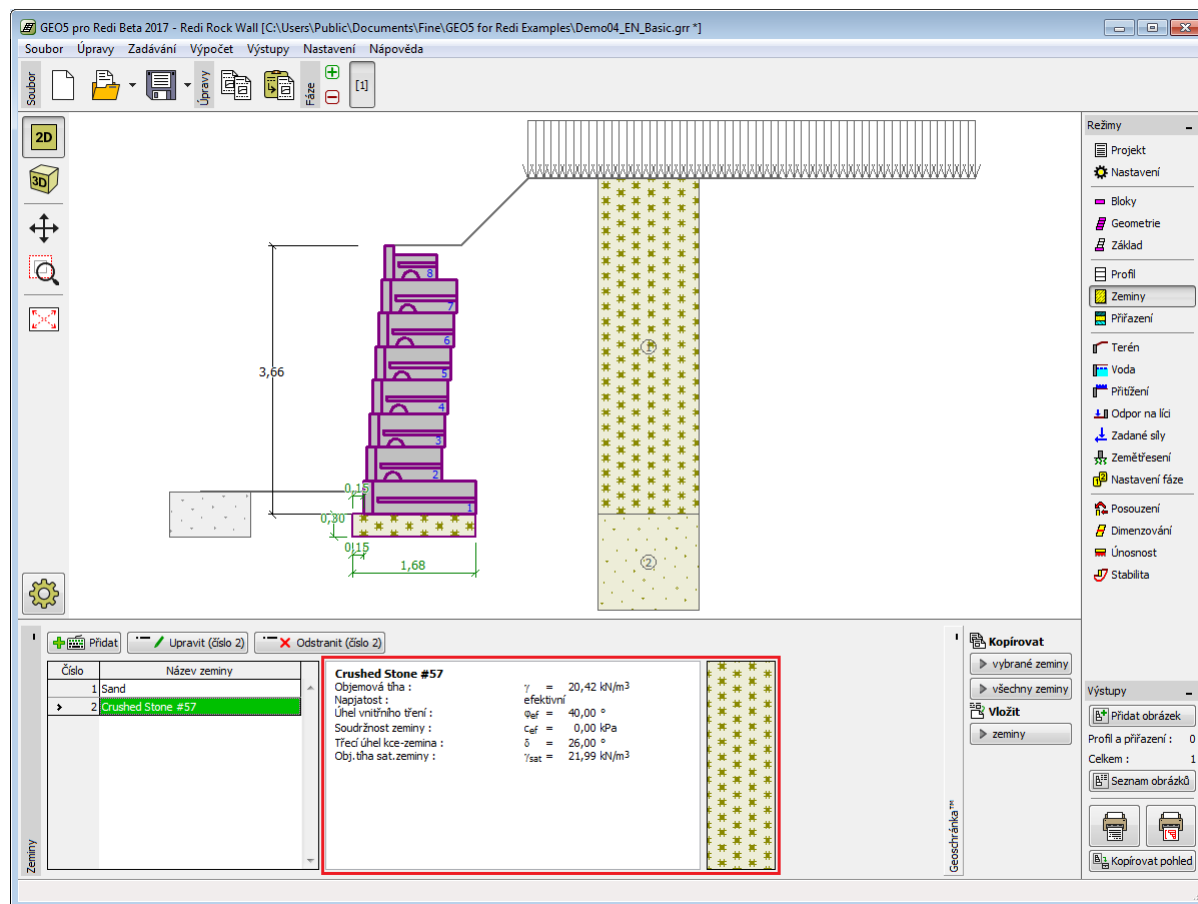 GEO5 pro Redi Beta 2017 - Redi Rock Wall [C:\Users\Public\Documents\Fine\GEO5 for Redi Examples\Demo04_EN_Basic.grr *]
Soubor Úpravy Zadávání Výpočet Výstupy Nastavení Nápověda
Soubor
Úpravy
Fáze
[1]
2D
3D
3,66
8
7
6
5
4
3
2
1
0,15
0,30
0,15
1,68
1
2
Režimy
Projekt
Nastavení
Bloky
Geometrie
Základ
Profil
Zeminy
Přiřazení
Terén
Voda
Přitížení
Odpor na líci
Zadané síly
Zemětřesení
Nastavení fáze
Posouzení
Dimenzování
Únosnost
Stabilita
Zeminy
Přidat
Upravit (číslo 2)
Odstranit (číslo 2)
Číslo Název zeminy
1 Sand
2 Crushed Stone #57
Crushed Stone #57
Objemová tíha : γ = 20,42 kN/m³
Napjatost : efektivní
Úhel vnitřního tření : φef = 40,00 °
Soudržnost zeminy : cef = 0,00 kPa
Třecí úhel kce-zemina : δ = 26,00 °
Obj.tíha sat.zeminy : γsat = 21,99 kN/m³
Geoschránka™
Kopírovat
vybrané zeminy
všechny zeminy
Vložit
zeminy
Výstupy
Přidat obrázek
Profil a přiřazení : 0
Celkem : 1
Seznam obrázků
Kopírovat pohled